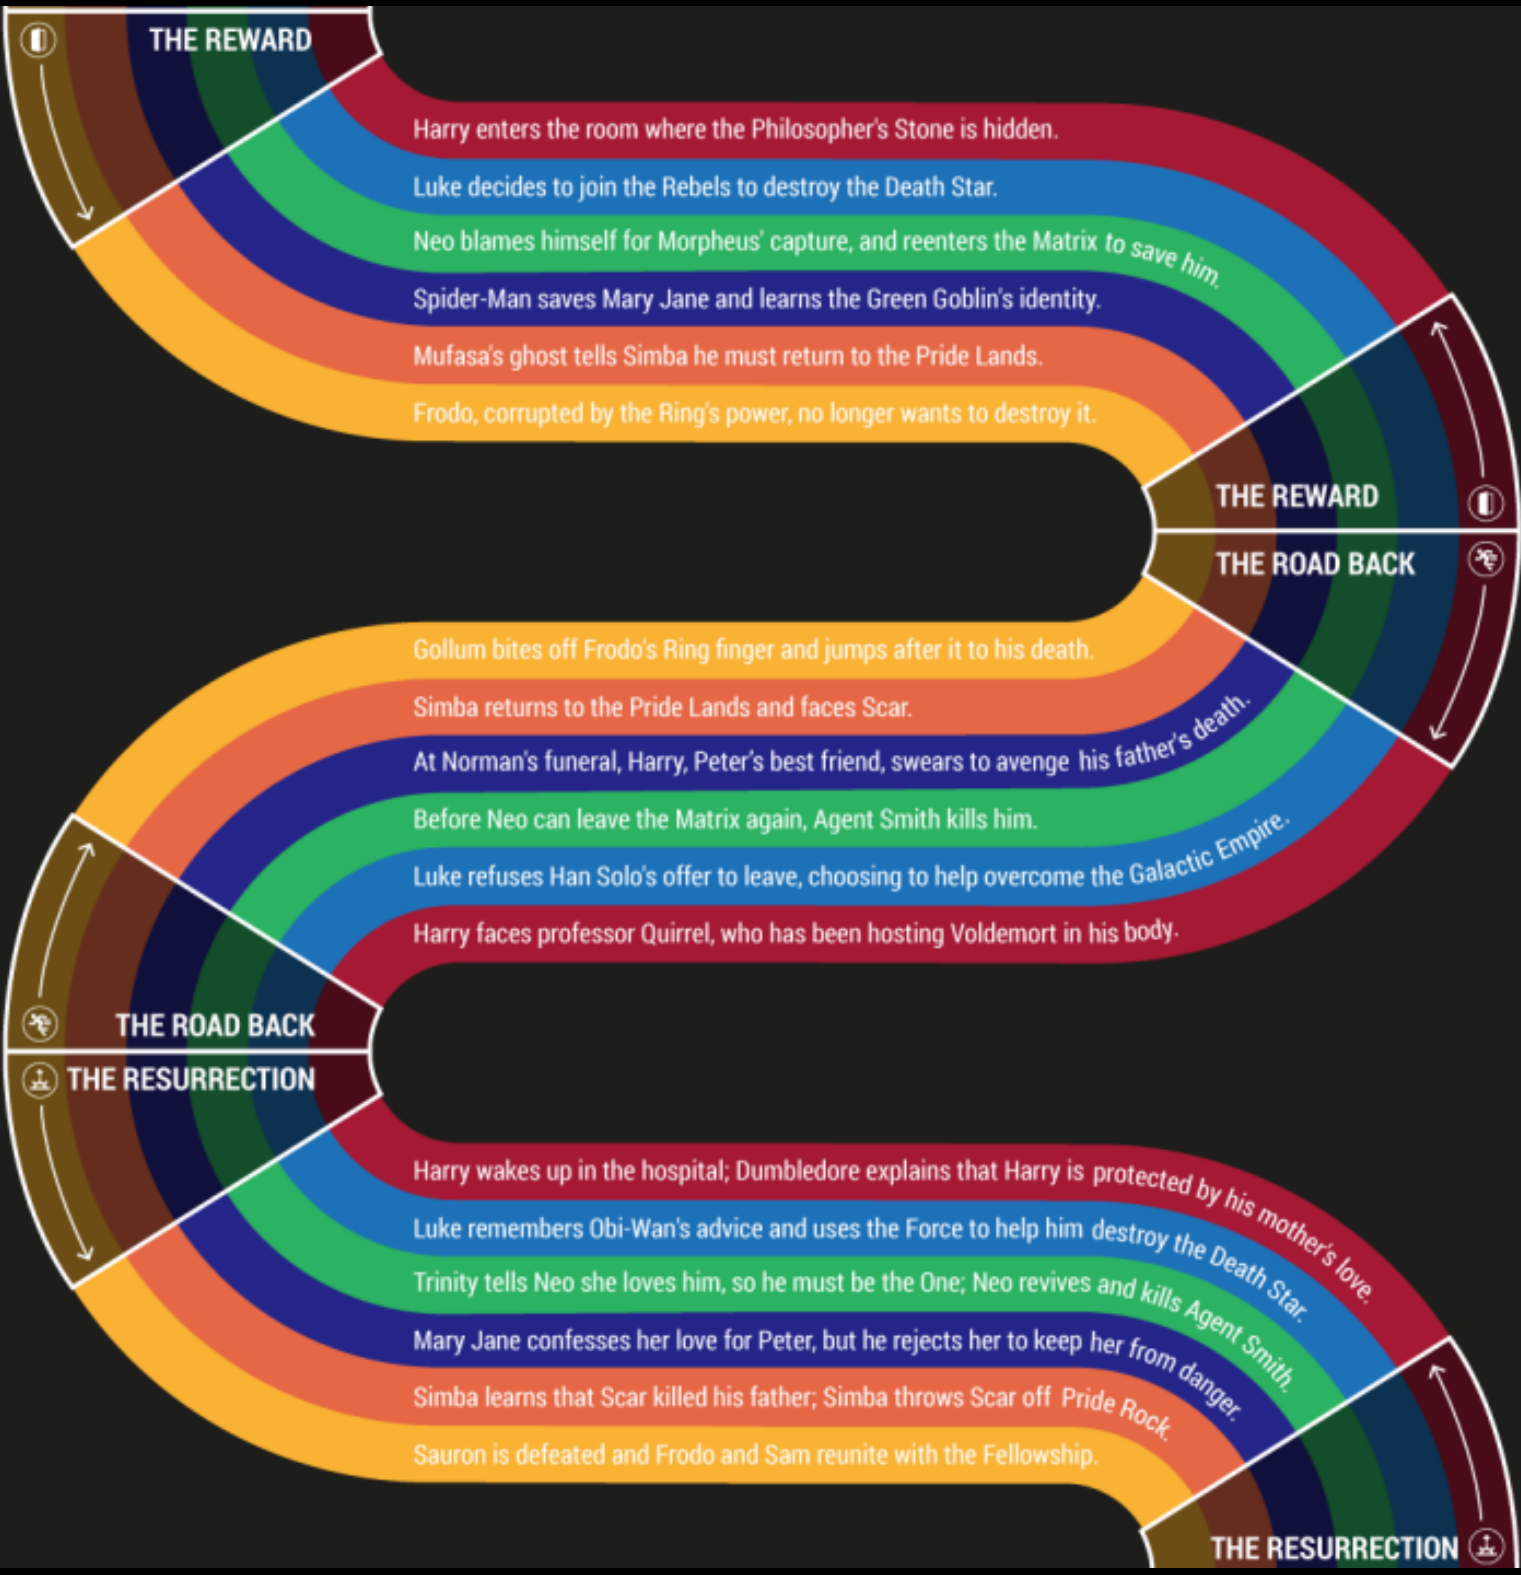 THE REWARD
Harry enters the room where the Philosopher's Stone is hidden.
Luke decides to join the Rebels to destroy the Death Star.
Neo blames himself for Morpheus' capture, and reenters the Matrix to save him.
Spider-Man saves Mary Jane and learns the Green Goblin's identity.
Mufasa's ghost tells Simba he must return to the Pride Lands.
Frodo, corrupted by the Ring's power, no longer wants to destroy it.
THE REWARD
THE ROAD BACK
Gollum bites off Frodo's Ring finger and jumps after it to his death.
Simba returns to the Pride Lands and faces Scar.
At Norman's funeral, Harry, Peter's best friend, swears to avenge his father's death.
Before Neo can leave the Matrix again, Agent Smith kills him.
Luke refuses Han Solo's offer to leave, choosing to help overcome the Galactic Empire.
Harry faces professor Quirrel, who has been hosting Voldemort in his body.
THE ROAD BACK
THE RESURRECTION
Harry wakes up in the hospital; Dumbledore explains that Harry is protected by his mother's love.
Luke remembers Obi-Wan's advice and uses the Force to help him destroy the Death Star.
Trinity tells Neo she loves him, so he must be the One; Neo revives and kills Agent Smith.
Mary Jane confesses her love for Peter, but he rejects her to keep her from danger.
Simba learns that Scar killed his father; Simba throws Scar off Pride Rock.
Sauron is defeated and Frodo and Sam reunite with the Fellowship.
THE RESURRECTION